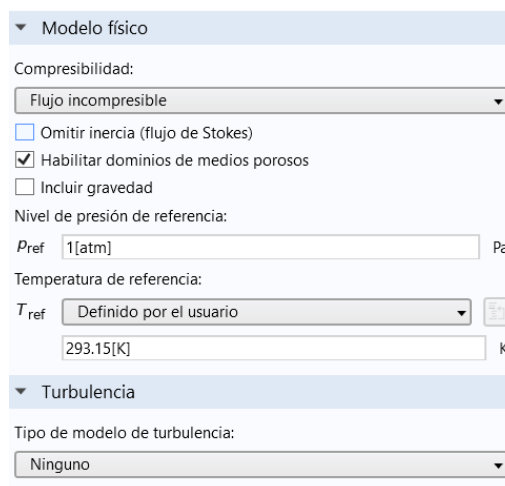 Modelo físico
Compresibilidad:
Flujo incompresible
Omitir inercia (flujo de Stokes)
Habilitar dominios de medios porosos
Incluir gravedad
Nivel de presión de referencia:
pref 1[atm] Pa
Temperatura de referencia:
Tref Definido por el usuario
293.15[K] K
Turbulencia
Tipo de modelo de turbulencia:
Ninguno